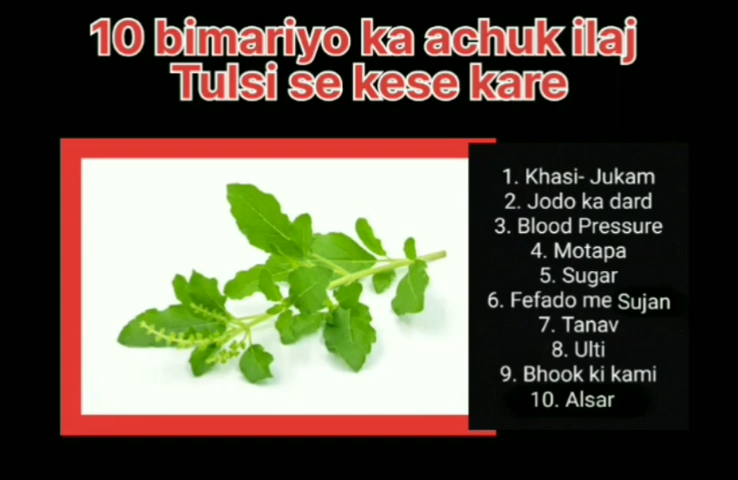 10 bimariyo ka achuk ilaj
Tulsi se kese kare
1. Khasi- Jukam
2. Jodo ka dard
3. Blood Pressure
4. Motapa
5. Sugar
6. Fefado me Sujan
7. Tanav
8. Ulti
9. Bhook ki kami
10. Alsar